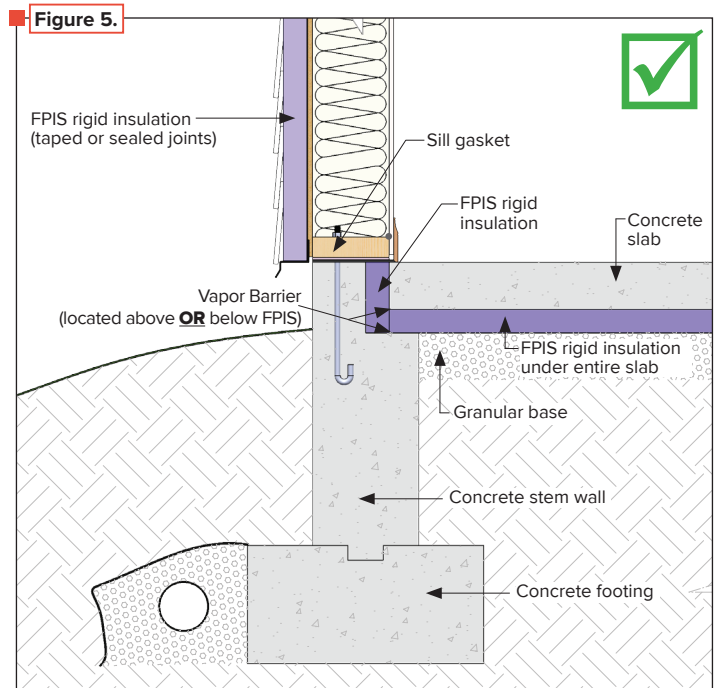 Figure 5.
FPIS rigid insulation
(taped or sealed joints)
Sill gasket
FPIS rigid
insulation
Concrete
slab
Vapor Barrier
(located above OR below FPIS)
FPIS rigid insulation
under entire slab
Granular base
Concrete stem wall
Concrete footing